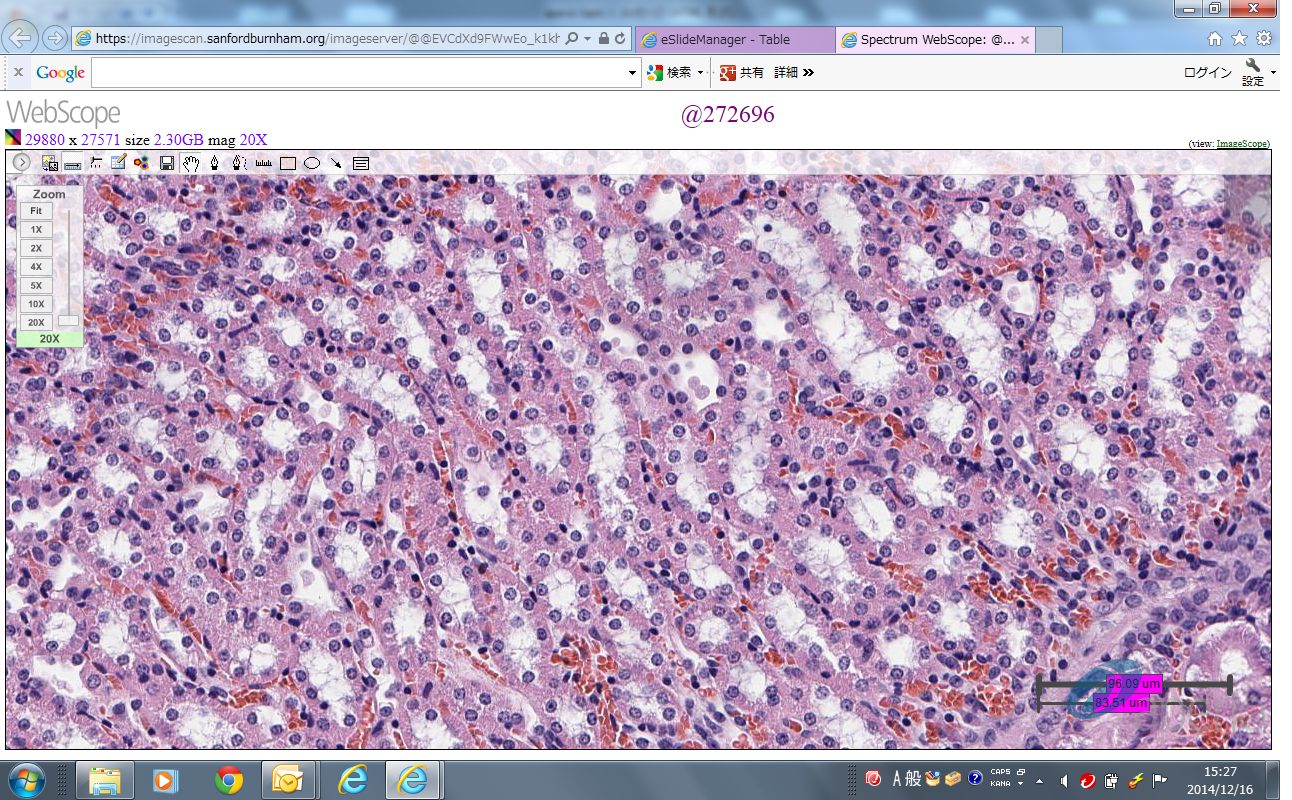 https://imagescan.sanfordburnham.org/imageserver/@@EVCdXd9FWwEo_k1kl
eSlideManager - Table
Spectrum WebScope: @...
x Google
検索
共有 詳細 »
ログイン
設定
WebScope
@272696
29880 x 27571 size 2.30GB mag 20X
(view: ImageScope)
Zoom
Fit
1X
2X
4X
5X
10X
20X
20X
96.09 um
83.51 um
A 般
CAPS
KANA
15:27
2014/12/16